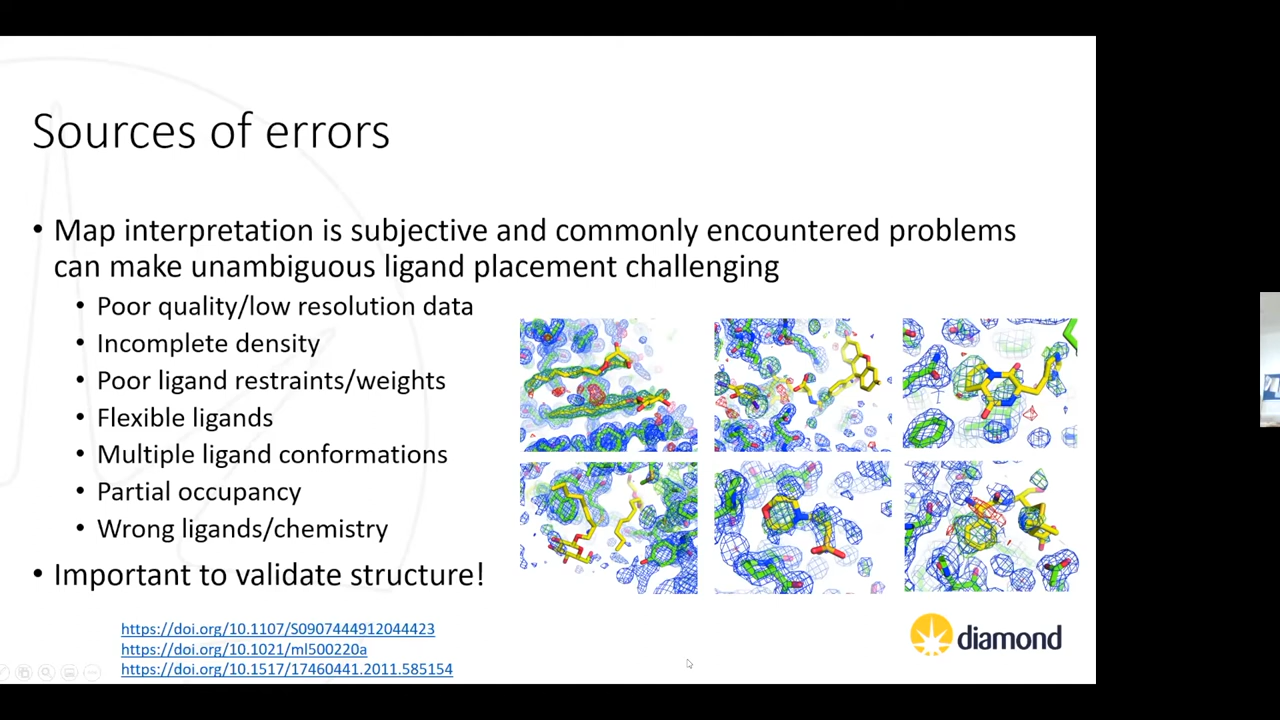 Sources of errors
• Map interpretation is subjective and commonly encountered problems
can make unambiguous ligand placement challenging
• Poor quality/low resolution data
• Incomplete density
• Poor ligand restraints/weights
• Flexible ligands
• Multiple ligand conformations
• Partial occupancy
• Wrong ligands/chemistry
• Important to validate structure!
https://doi.org/10.1107/S0907444912044423
https://doi.org/10.1021/ml500220a
https://doi.org/10.1517/17460441.2011.585154
diamond